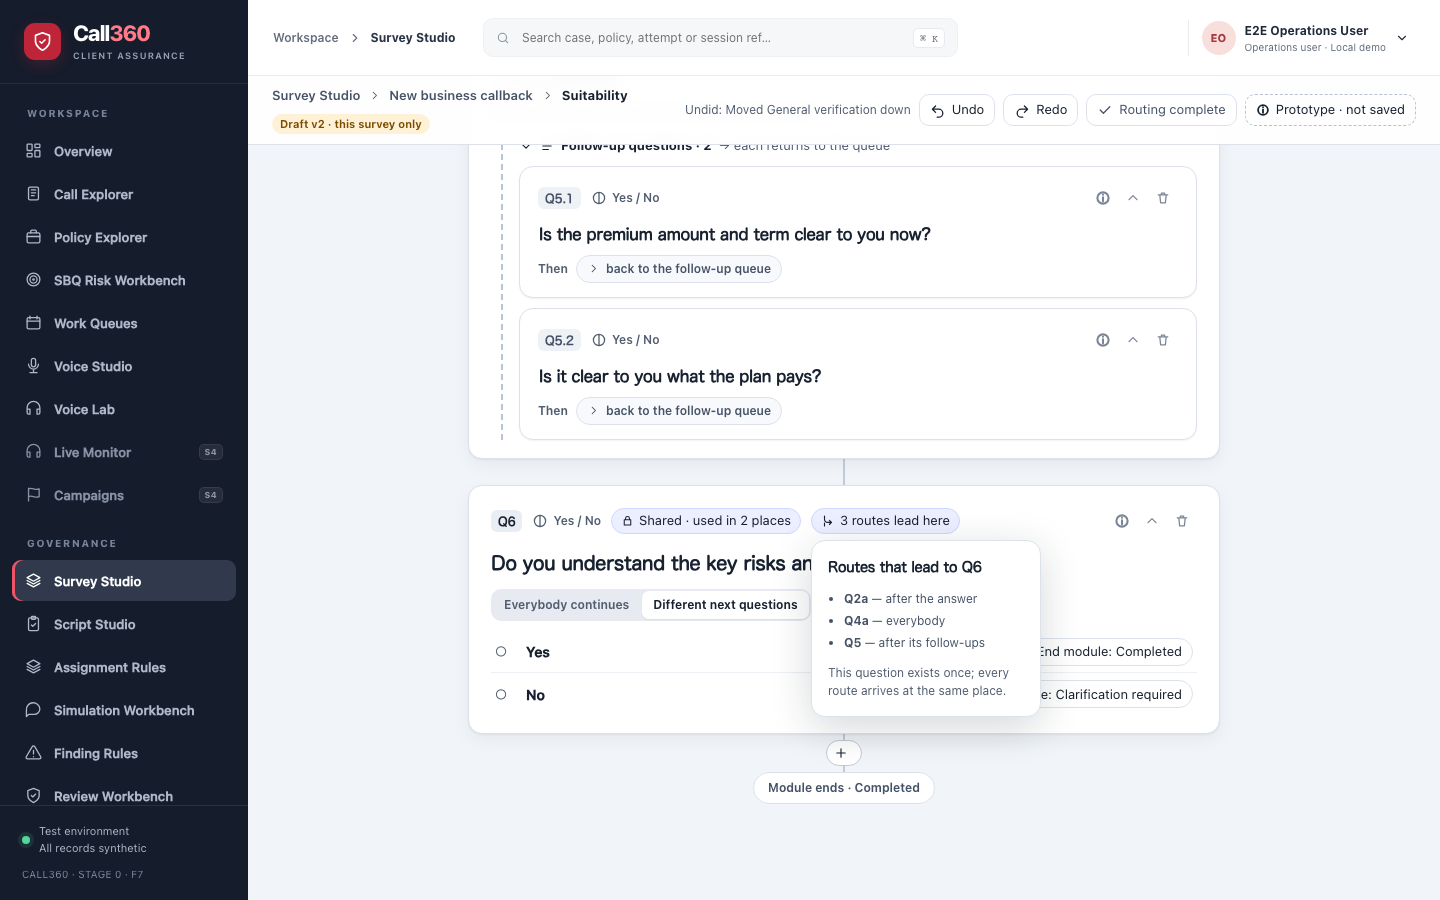 Call360
CLIENT ASSURANCE
WORKSPACE
Overview
Call Explorer
Policy Explorer
SBQ Risk Workbench
Work Queues
Voice Studio
Voice Lab
Live Monitor S4
Campaigns S4
GOVERNANCE
Survey Studio
Script Studio
Assignment Rules
Simulation Workbench
Finding Rules
Review Workbench
Test environment
All records synthetic
CALL360 · STAGE 0 · F7
Workspace > Survey Studio
Search case, policy, attempt or session ref... ⌘ K
EO
E2E Operations User
Operations user · Local demo
Survey Studio > New business callback > Suitability
Draft v2 · this survey only
Undid: Moved General verification down
Undo
Redo
Routing complete
Prototype · not saved
Follow-up questions · 2 → each returns to the queue
Q5.1 Yes / No
Is the premium amount and term clear to you now?
Then > back to the follow-up queue
Q5.2 Yes / No
Is it clear to you what the plan pays?
Then > back to the follow-up queue
Q6 Yes / No Shared · used in 2 places 3 routes lead here
Do you understand the key risks an
Everybody continues Different next questions
Yes End module: Completed
No e: Clarification required
Routes that lead to Q6
• Q2a — after the answer
• Q4a — everybody
• Q5 — after its follow-ups
This question exists once; every
route arrives at the same place.
+
Module ends · Completed